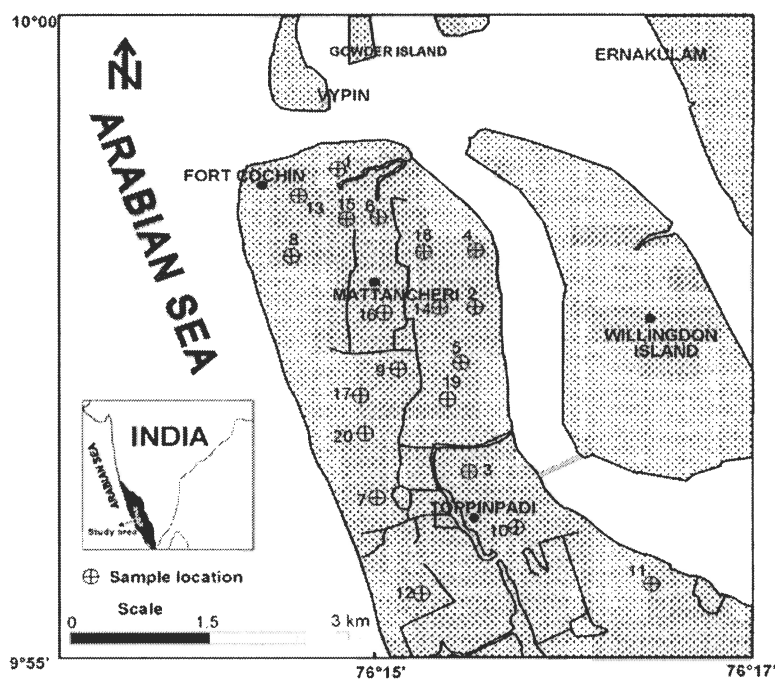 10°00'
GOWDER ISLAND
ERNAKULAM
N
VYPIN
ARABIAN SEA
FORT COCHIN
1
13
15
6
8
18
4
MATTANCHERI
16
14
2
WILLINGDON
ISLAND
5
9
19
17
20
3
7
TOPPINPADI
10
11
12
INDIA
ARABIAN SEA
Study area
Sample location
Scale
0
1.5
3 km
9°55'
76°15'
76°17'